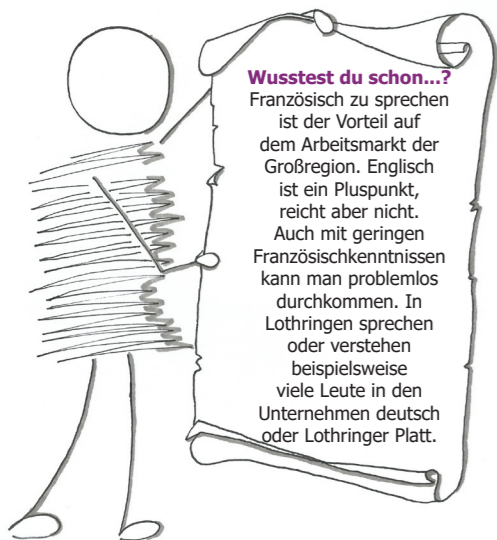 Wusstest du schon...?
Französisch zu sprechen
ist der Vorteil auf
dem Arbeitsmarkt der
Großregion. Englisch
ist ein Pluspunkt,
reicht aber nicht.
Auch mit geringen
Französischkenntnissen
kann man problemlos
durchkommen. In
Lothringen sprechen
oder verstehen
beispielsweise
viele Leute in den
Unternehmen deutsch
oder Lothringer Platt.